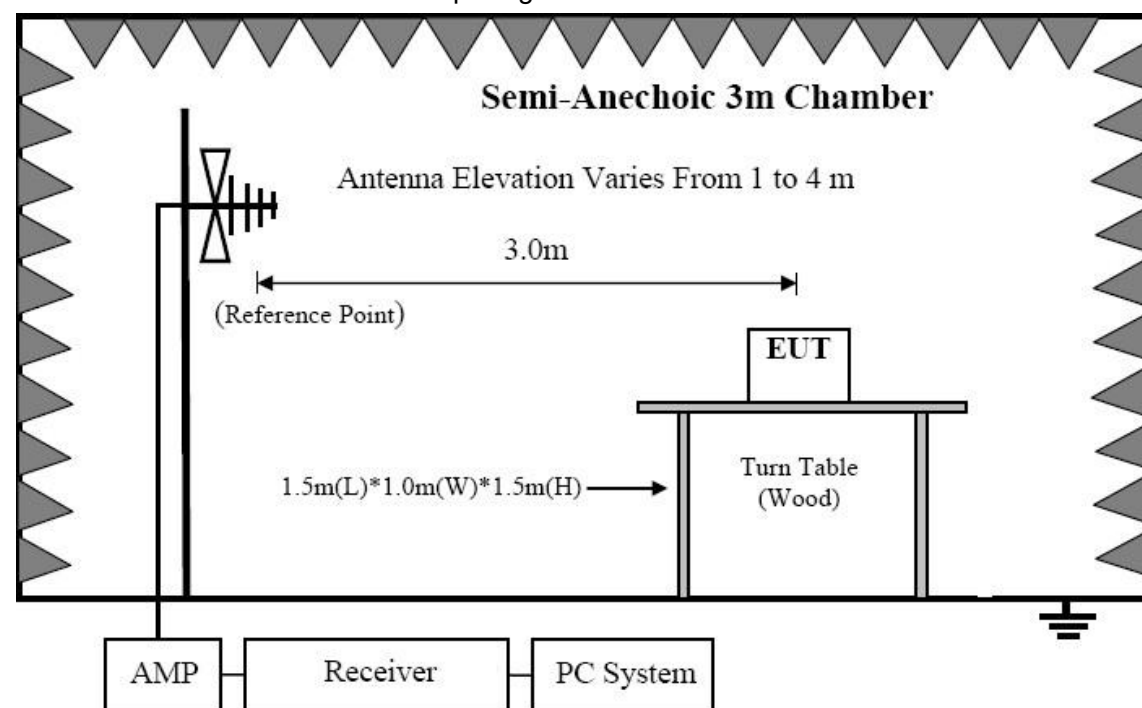 Semi-Anechoic 3m Chamber
Antenna Elevation Varies From 1 to 4 m
3.0m
(Reference Point)
EUT
1.5m(L)*1.0m(W)*1.5m(H)
Turn Table
(Wood)
AMP
Receiver
PC System